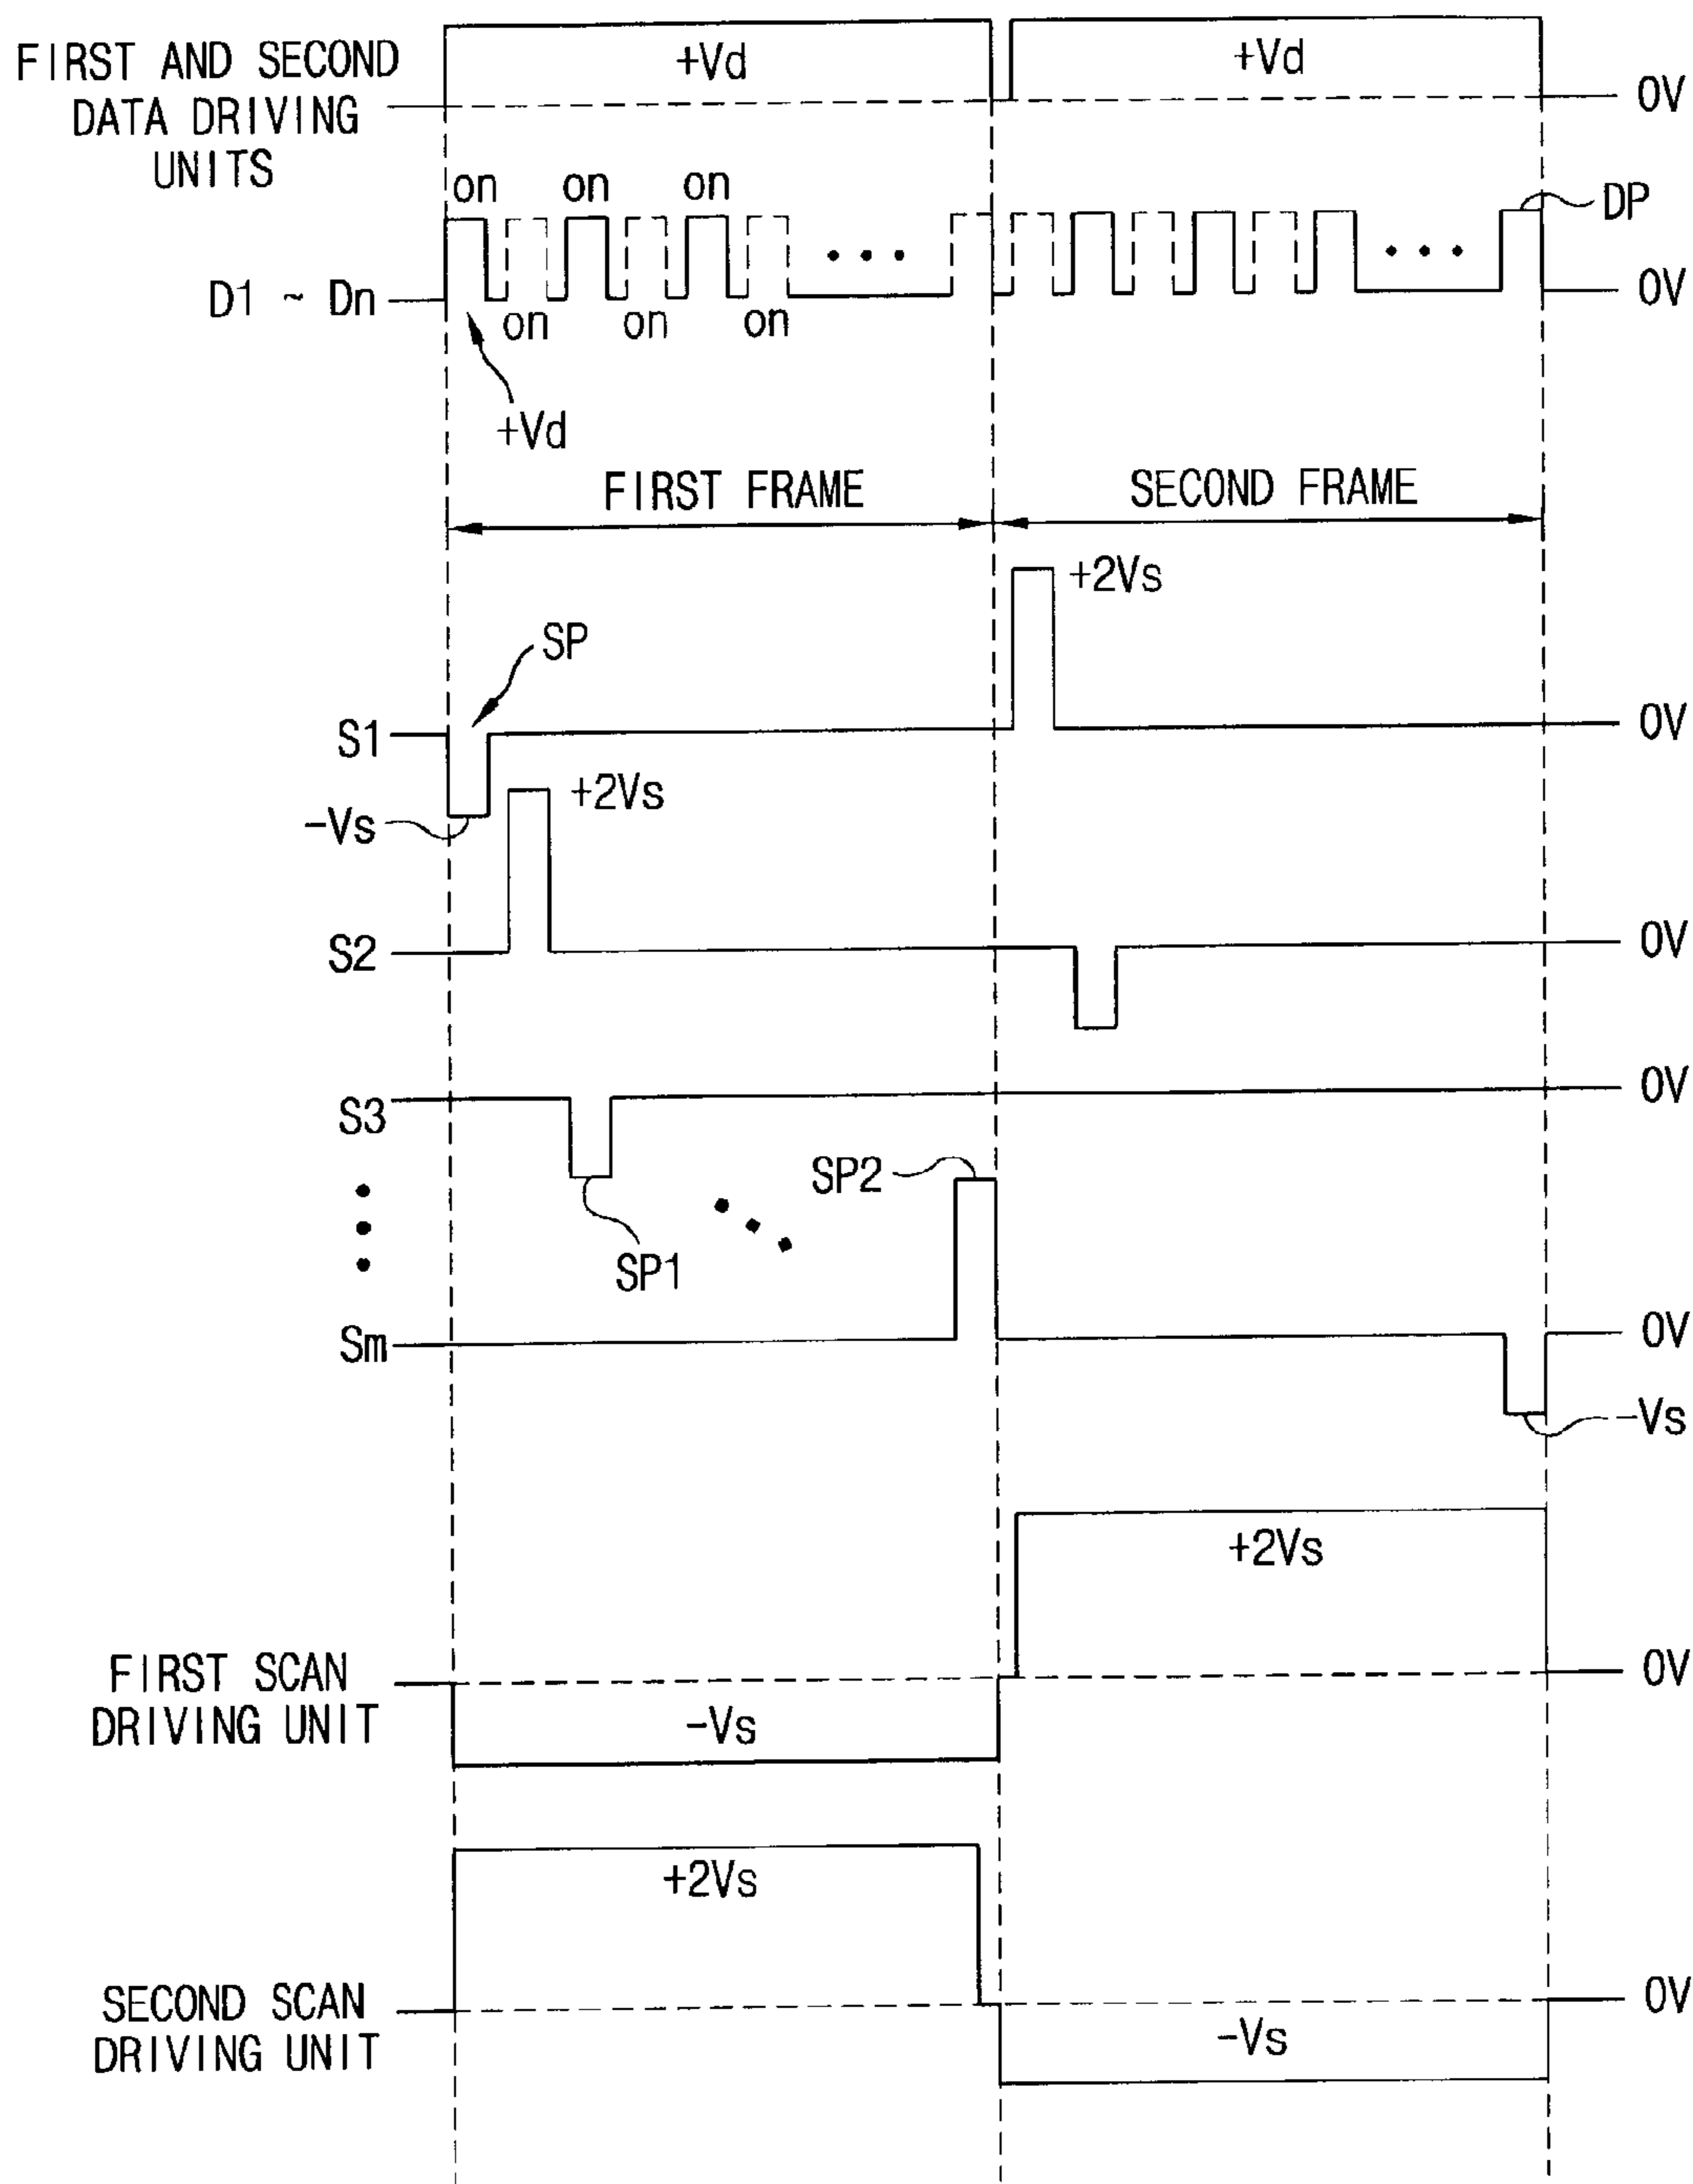 FIRST AND SECOND
DATA DRIVING
UNITS
+Vd
+Vd
0V
on
on
on
DP
D1 ~ Dn
0V
on
on
on
+Vd
FIRST FRAME
SECOND FRAME
+2Vs
SP
S1
0V
+2Vs
-Vs
S2
0V
S3
0V
SP2
SP1
Sm
0V
-Vs
+2Vs
FIRST SCAN
DRIVING UNIT
0V
-Vs
+2Vs
SECOND SCAN
DRIVING UNIT
0V
-Vs